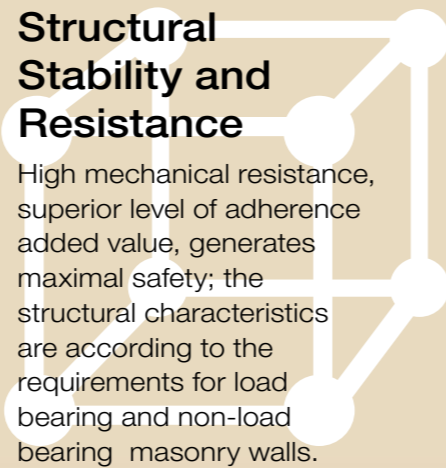 Structural
Stability and
Resistance
High mechanical resistance,
superior level of adherence
added value, generates
maximal safety; the
structural characteristics
are according to the
requirements for load
bearing and non-load
bearing  masonry walls.